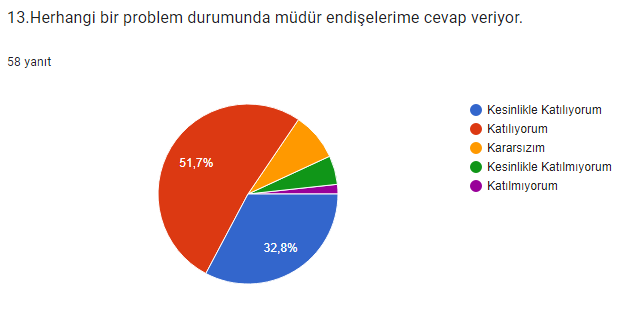 13.Herhangi bir problem durumunda müdür endişelerime cevap veriyor.
58 yanıt
Kesinlikle Katılıyorum
Katılıyorum
Kararsızım
Kesinlikle Katılmıyorum
Katılmıyorum
51,7%
32,8%